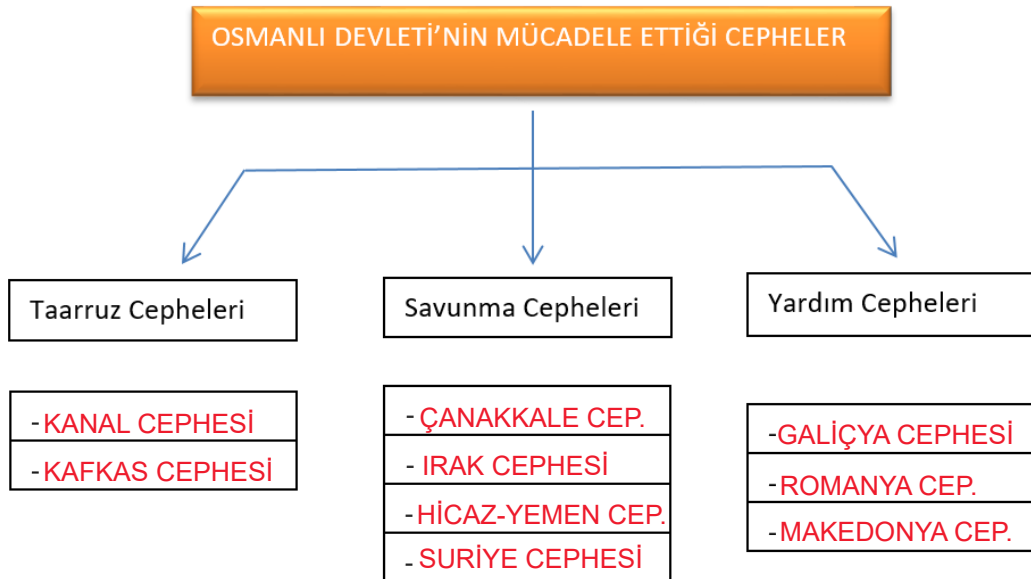 OSMANLI DEVLETİ'NİN MÜCADELE ETTİĞİ CEPHELER
Taarruz Cepheleri
-KANAL CEPHESİ
-KAFKAS CEPHESİ
Savunma Cepheleri
-ÇANAKKALE CEP.
- IRAK CEPHESİ
-HİCAZ-YEMEN CEP.
- SURİYE CEPHESİ
Yardım Cepheleri
-GALİÇYA CEPHESİ
-ROMANYA CEP.
-MAKEDONYA CEP.